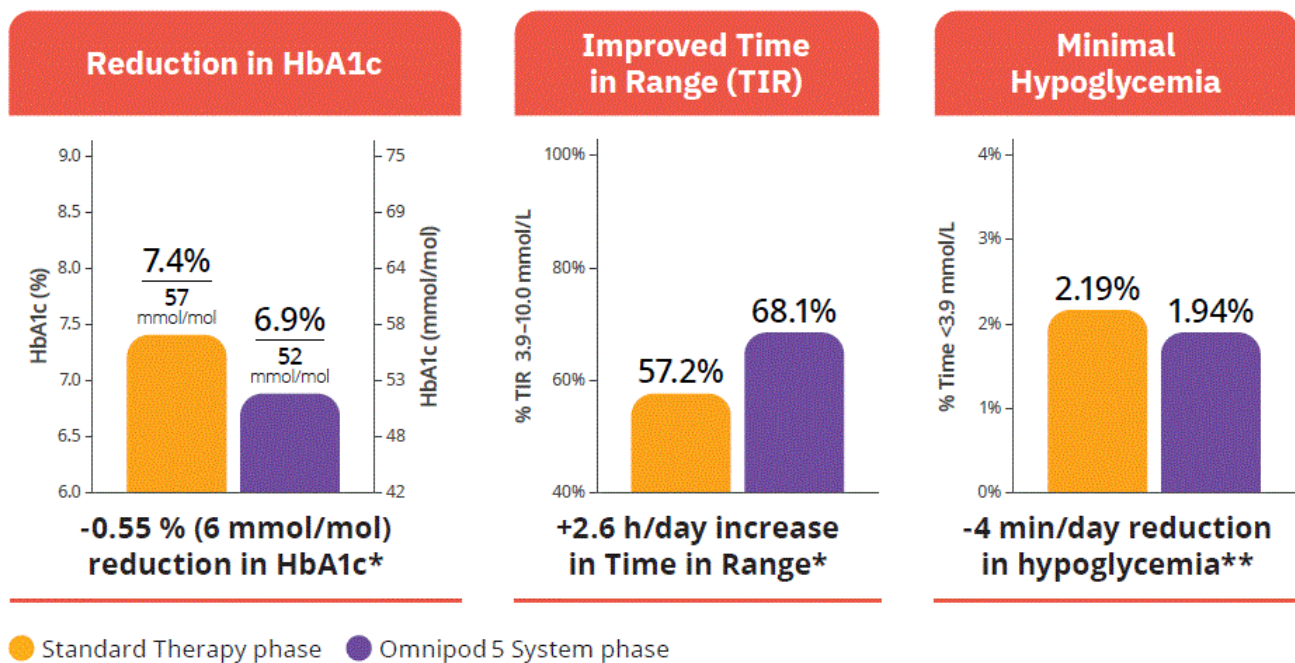 Reduction in HbA1c
HbA1c (%)
9.0
8.5
8.0
7.5
7.0
6.5
6.0
7.4%
57
mmol/mol
6.9%
52
mmol/mol
75
69
64
58
53
48
42
HbA1c (mmol/mol)
-0.55 % (6 mmol/mol)
reduction in HbA1c*
Improved Time
in Range (TIR)
% TIR 3.9–10.0 mmol/L
100%
80%
60%
40%
57.2%
68.1%
+2.6 h/day increase
in Time in Range*
Minimal
Hypoglycemia
% Time <3.9 mmol/L
4%
3%
2%
1%
0%
2.19%
1.94%
-4 min/day reduction
in hypoglycemia**
Standard Therapy phase
Omnipod 5 System phase